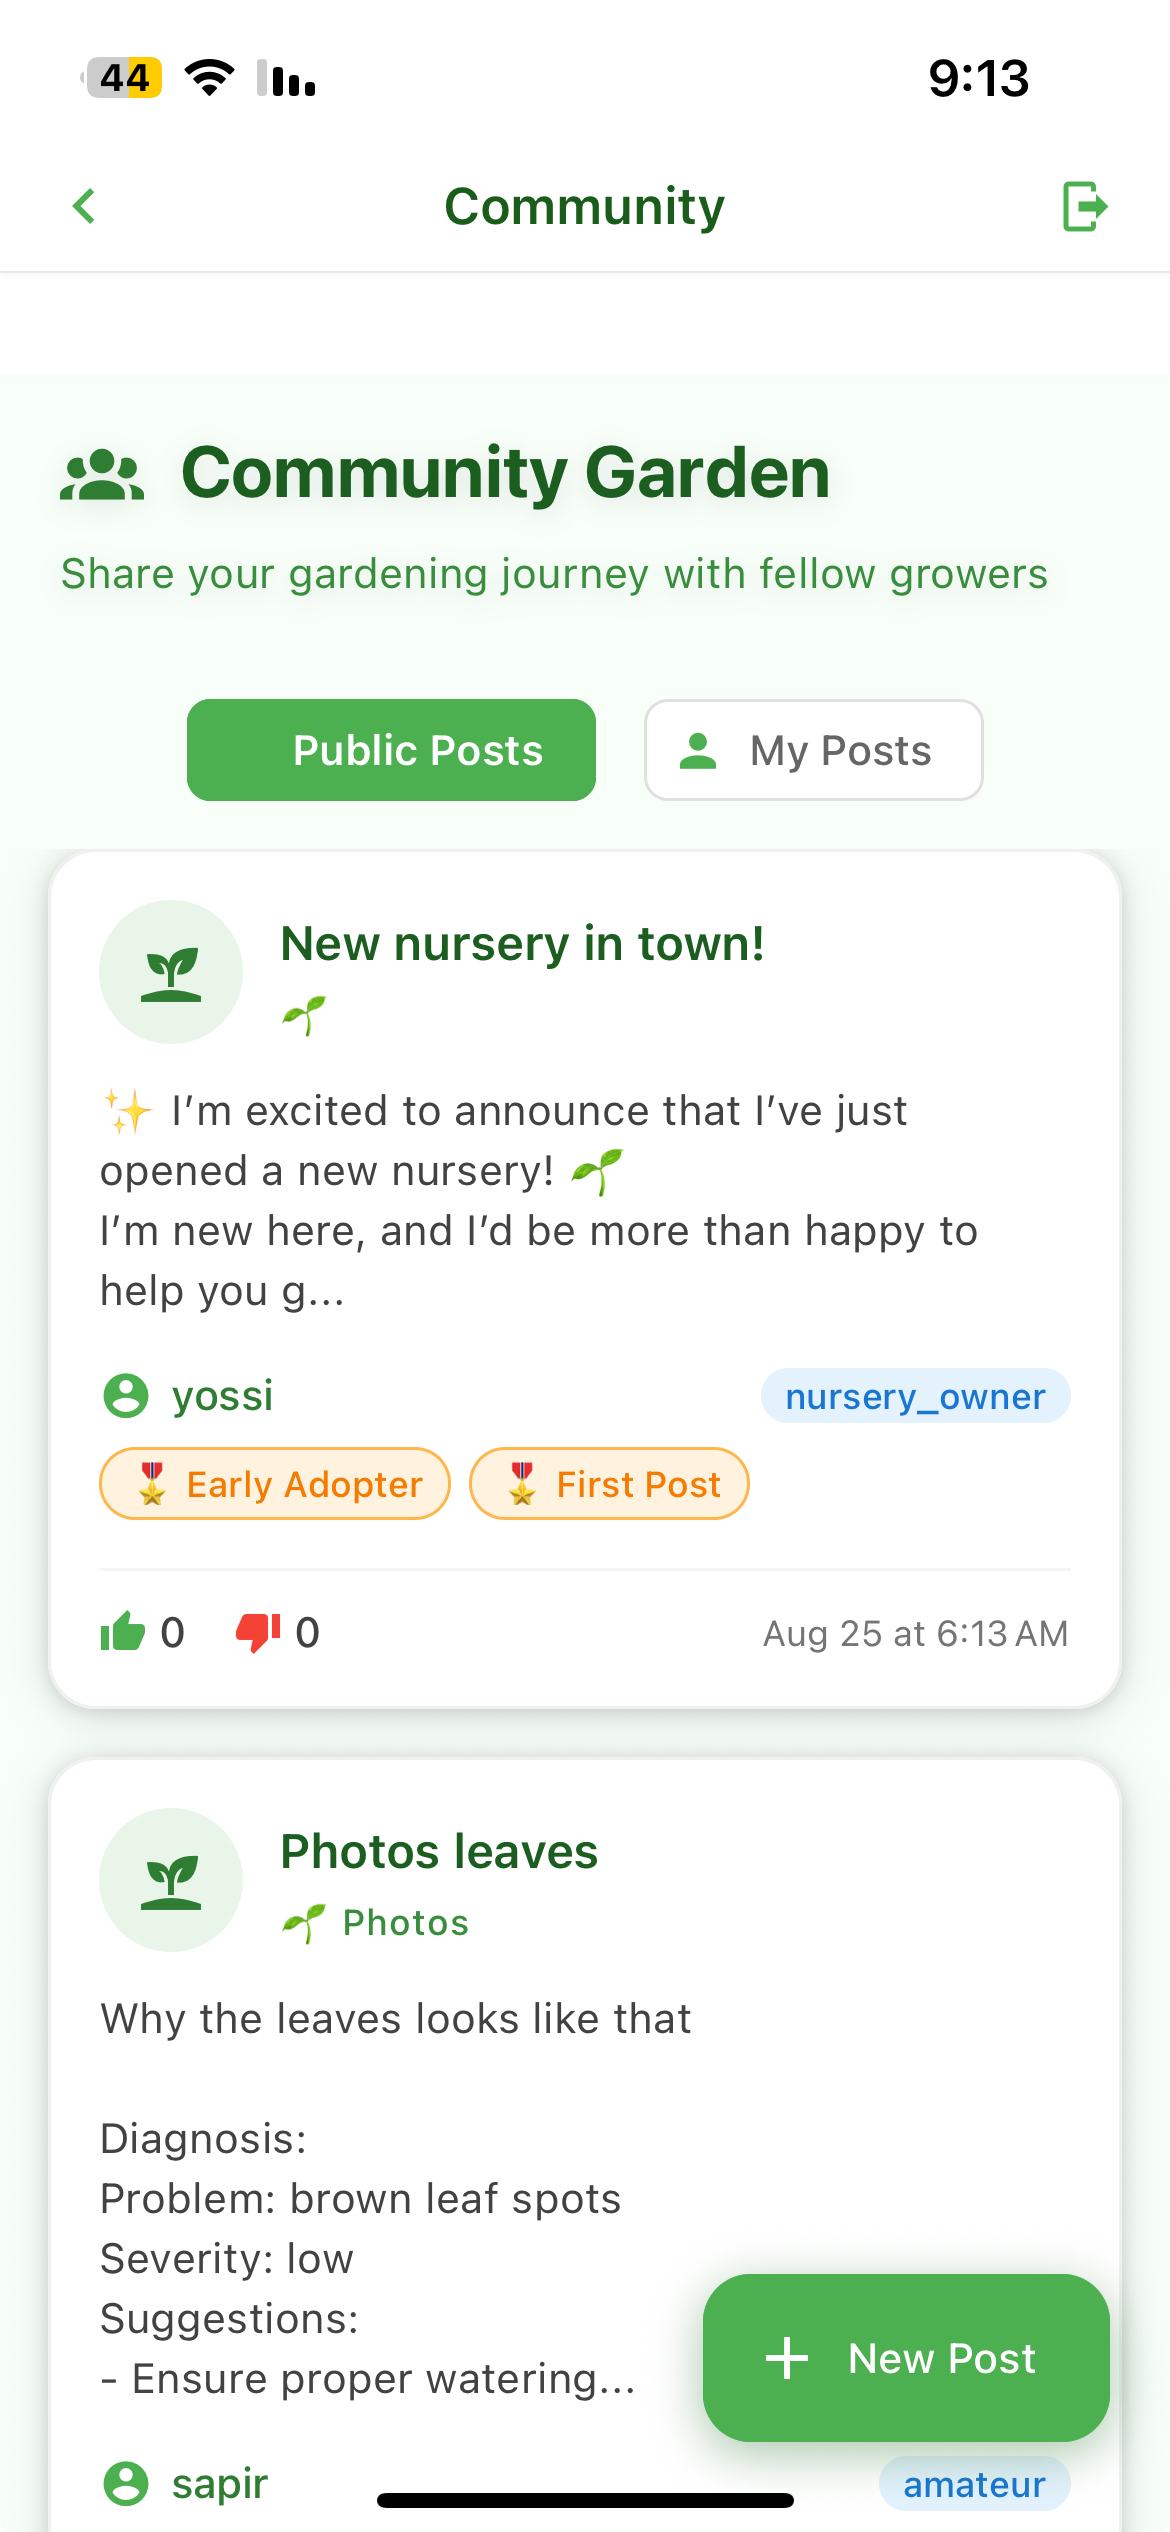 44
9:13
Community
Community Garden
Share your gardening journey with fellow growers
Public Posts
My Posts
New nursery in town!
🌱
✨ I’m excited to announce that I’ve just
opened a new nursery! 🌱
I’m new here, and I’d be more than happy to
help you g...
yossi
nursery_owner
🎖️ Early Adopter
🎖️ First Post
0
0
Aug 25 at 6:13 AM
Photos leaves
🌱 Photos
Why the leaves looks like that
Diagnosis:
Problem: brown leaf spots
Severity: low
Suggestions:
- Ensure proper watering...
New Post
sapir
amateur